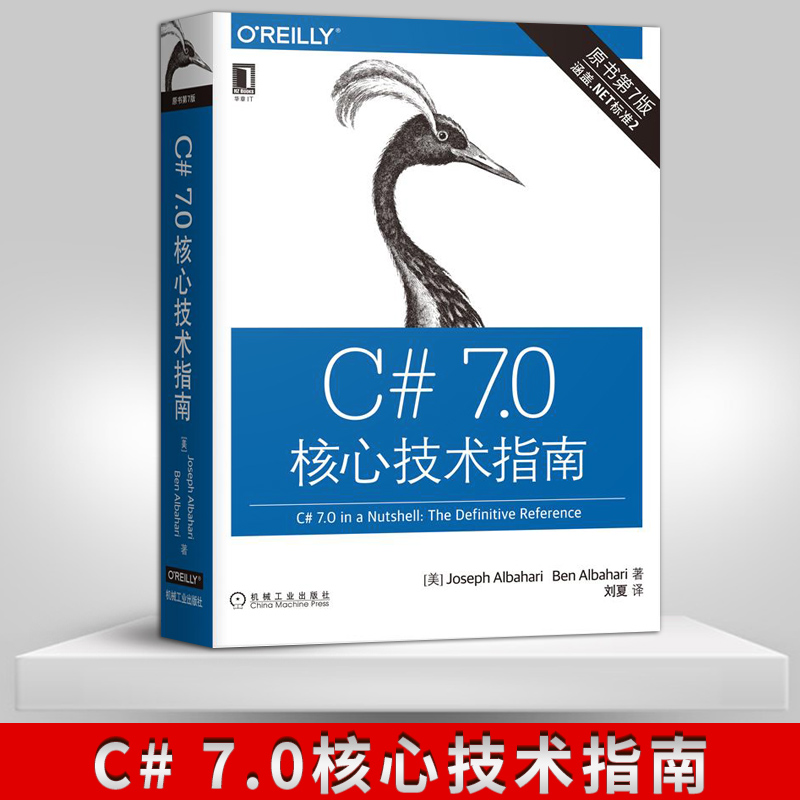 O'REILLY®
HZ Books
华章IT
原书第7版
涵盖.NET标准2
C# 7.0
核心技术指南
C# 7.0 in a Nutshell: The Definitive Reference
[美] Joseph Albahari Ben Albahari 著
刘夏 译
机械工业出版社
China Machine Press
原书第7版
C# 7.0 核心技术指南
[美] Joseph Albahari
Ben Albahari 著
O'REILLY®
机械工业出版社
C# 7.0核心技术指南